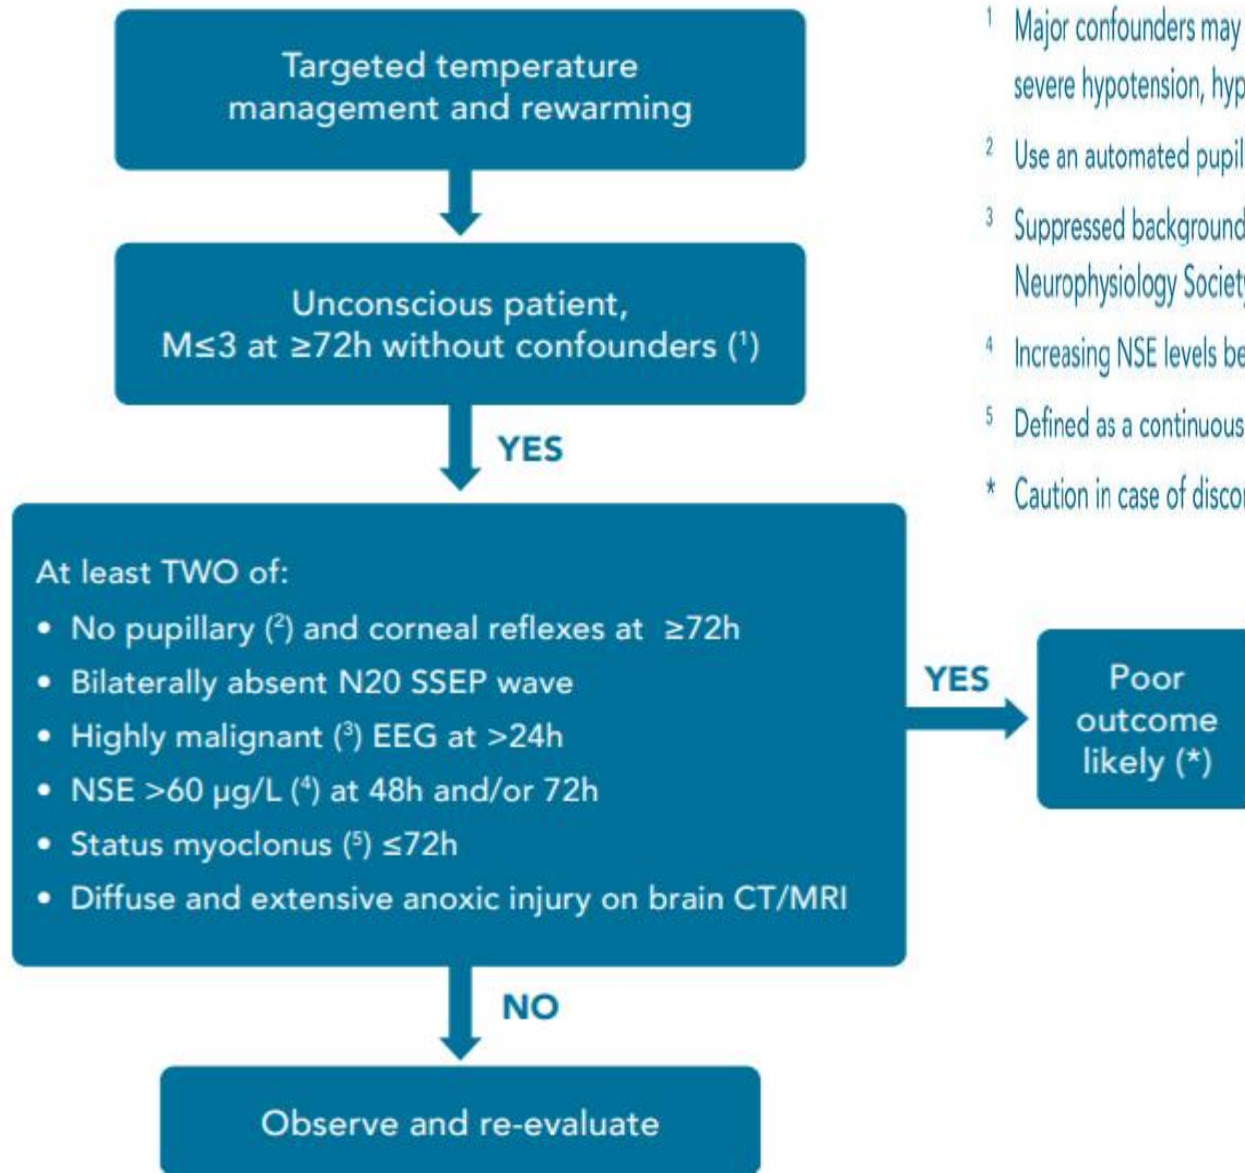 Targeted temperature
management and rewarming
Unconscious patient,
M≤3 at ≥72h without confounders (¹)
YES
At least TWO of:
• No pupillary (²) and corneal reflexes at ≥72h
• Bilaterally absent N20 SSEP wave
• Highly malignant (³) EEG at >24h
• NSE >60 μg/L (⁴) at 48h and/or 72h
• Status myoclonus (⁵) ≤72h
• Diffuse and extensive anoxic injury on brain CT/MRI
YES
Poor
outcome
likely (*)
NO
Observe and re-evaluate
¹ Major confounders may
severe hypotension,
² Use an automated
³ Suppressed background
Neurophysiology
⁴ Increasing NSE levels
⁵ Defined as a continuous
* Caution in case of